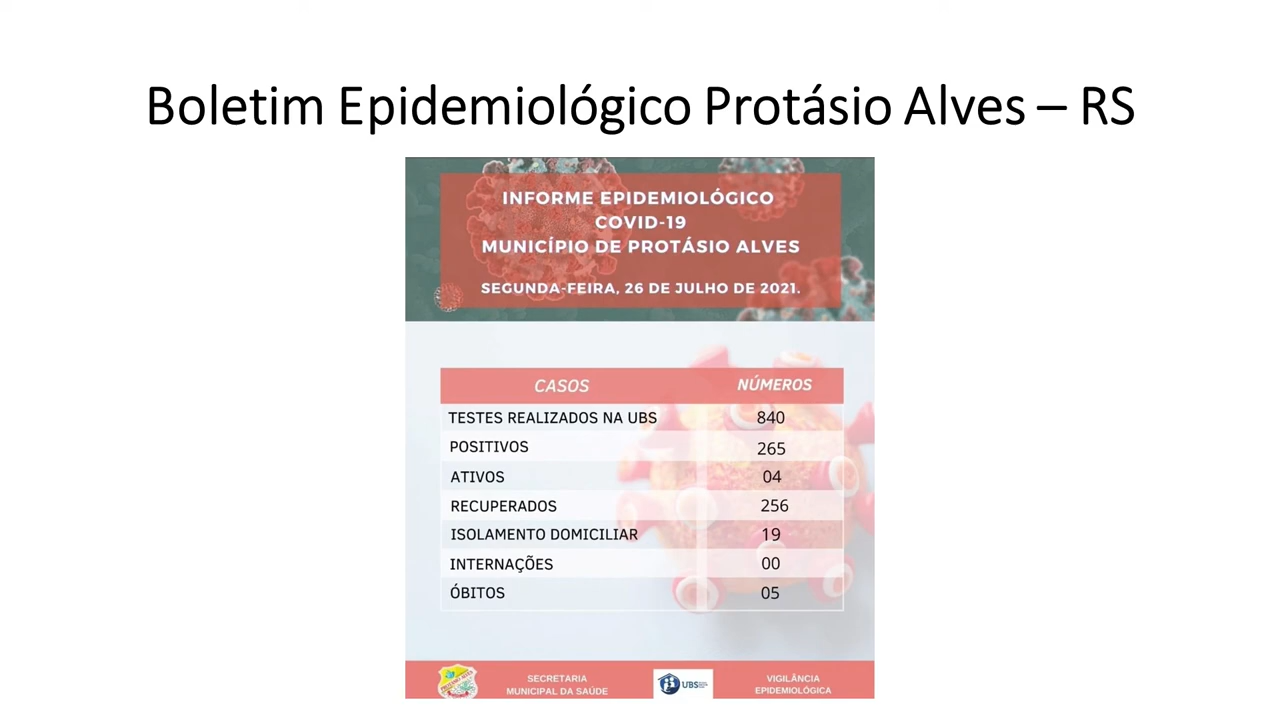 Boletim Epidemiológico Protásio Alves – RS
INFORME EPIDEMIOLÓGICO
COVID-19
MUNICÍPIO DE PROTÁSIO ALVES
SEGUNDA-FEIRA, 26 DE JULHO DE 2021.
CASOS NÚMEROS
TESTES REALIZADOS NA UBS 840
POSITIVOS 265
ATIVOS 04
RECUPERADOS 256
ISOLAMENTO DOMICILIAR 19
INTERNAÇÕES 00
ÓBITOS 05
SECRETARIA
MUNICIPAL DA SAÚDE
UBS
VIGILÂNCIA
EPIDEMIOLÓGICA